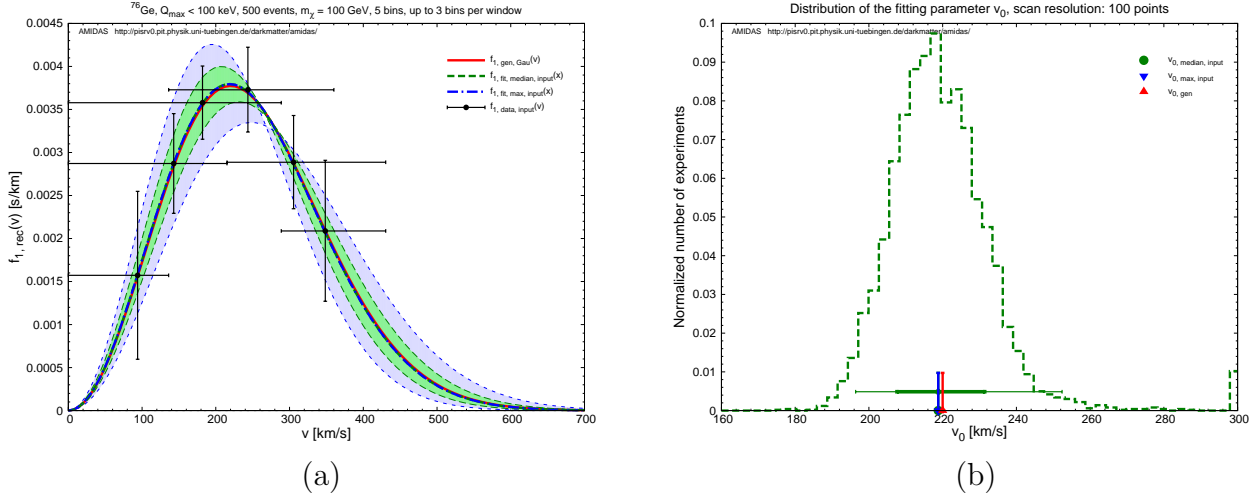 ⁷⁶Ge, Q_max < 100 keV, 500 events, m_χ = 100 GeV, 5 bins, up to 3 bins per window
AMIDAS http://pisrv0.pit.physik.uni-tuebingen.de/darkmatter/amidas/
f_1, gen, Gau(v)
f_1, fit, median, input(x)
f_1, fit, max, input(x)
f_1, data, input(v)
f_1, rec(v) [s/km]
0.0045
0.004
0.0035
0.003
0.0025
0.002
0.0015
0.001
0.0005
0
0 100 200 300 400 500 600 700
v [km/s]
(a)
Distribution of the fitting parameter v_0, scan resolution: 100 points
AMIDAS http://pisrv0.pit.physik.uni-tuebingen.de/darkmatter/amidas/
v_0, median, input
v_0, max, input
v_0, gen
Normalized number of experiments
0.1
0.09
0.08
0.07
0.06
0.05
0.04
0.03
0.02
0.01
0
160 180 200 220 240 260 280 300
v_0 [km/s]
(b)